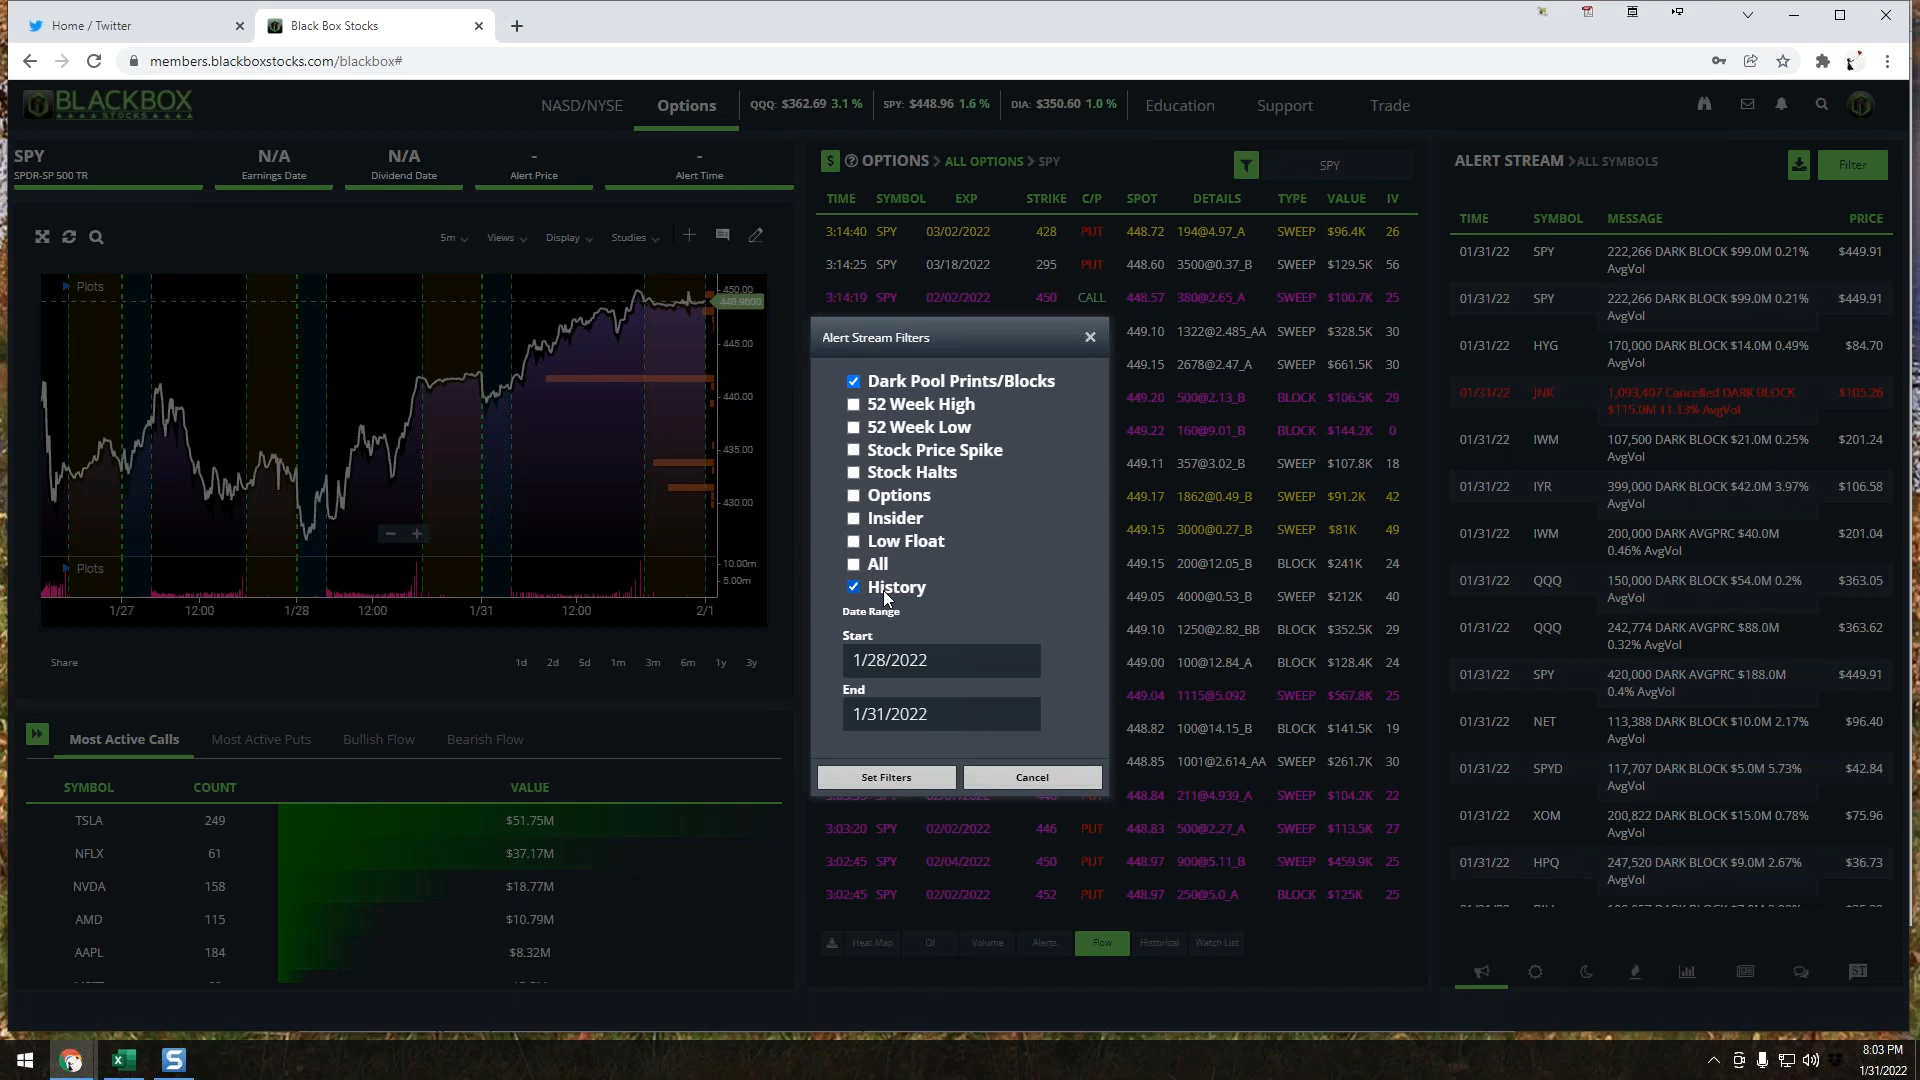 Home / Twitter
Black Box Stocks
members.blackboxstocks.com/blackbox#
BLACKBOX
STOCKS
NASD/NYSE
Options
QQQ: $362.69 3.1 %
SPY: $448.96 1.6 %
DIA: $350.60 1.0 %
Education
Support
Trade
SPY
SPDR-SP 500 TR
N/A
Earnings Date
N/A
Dividend Date
-
Alert Price
-
Alert Time
5m
Views
Display
Studies
Plots
450.00
448.9600
445.00
440.00
435.00
430.00
Plots
10.00m
5.00m
1/27
12:00
1/28
12:00
1/31
12:00
2/1
Share
1d
2d
5d
1m
3m
6m
1y
3y
Most Active Calls
Most Active Puts
Bullish Flow
Bearish Flow
SYMBOL COUNT VALUE
TSLA 249 $51.75M
NFLX 61 $37.17M
NVDA 158 $18.77M
AMD 115 $10.79M
AAPL 184 $8.32M
$ OPTIONS > ALL OPTIONS > SPY
SPY
TIME SYMBOL EXP STRIKE C/P SPOT DETAILS TYPE VALUE IV
3:14:40 SPY 03/02/2022 428 PUT 448.72 194@4.97_A SWEEP $96.4K 26
3:14:25 SPY 03/18/2022 295 PUT 448.60 3500@0.37_B SWEEP $129.5K 56
3:14:19 SPY 02/02/2022 450 CALL 448.57 380@2.65_A SWEEP $100.7K 25
449.10 1322@2.485_AA SWEEP $328.5K 30
449.15 2678@2.47_A SWEEP $661.5K 30
449.20 500@2.13_B BLOCK $106.5K 29
449.22 160@9.01_B BLOCK $144.2K 0
449.11 357@3.02_B SWEEP $107.8K 18
449.17 1862@0.49_B SWEEP $91.2K 42
449.15 3000@0.27_B SWEEP $81K 49
449.15 200@12.05_B BLOCK $241K 24
449.05 4000@0.53_B SWEEP $212K 40
449.10 1250@2.82_BB BLOCK $352.5K 29
449.00 100@12.84_A BLOCK $128.4K 24
449.04 1115@5.092 SWEEP $567.8K 25
448.82 100@14.15_B BLOCK $141.5K 19
448.85 1001@2.614_AA SWEEP $261.7K 30
448.84 211@4.939_A SWEEP $104.2K 22
3:03:20 SPY 02/02/2022 446 PUT 448.83 500@2.27_A SWEEP $113.5K 27
3:02:45 SPY 02/04/2022 450 PUT 448.97 900@5.11_B SWEEP $459.9K 25
3:02:45 SPY 02/02/2022 452 PUT 448.97 250@5.0_A BLOCK $125K 25
Heat Map
OI
Volume
Alerts
Flow
Historical
Watch List
Alert Stream Filters
Dark Pool Prints/Blocks
52 Week High
52 Week Low
Stock Price Spike
Stock Halts
Options
Insider
Low Float
All
History
Date Range
Start
1/28/2022
End
1/31/2022
Set Filters
Cancel
ALERT STREAM >ALL SYMBOLS
Filter
TIME SYMBOL MESSAGE PRICE
01/31/22 SPY 222,266 DARK BLOCK $99.0M 0.21% $449.91
AvgVol
01/31/22 SPY 222,266 DARK BLOCK $99.0M 0.21% $449.91
AvgVol
01/31/22 HYG 170,000 DARK BLOCK $14.0M 0.49% $84.70
AvgVol
01/31/22 JNK 1,093,407 Cancelled DARK BLOCK $105.26
$115.0M 11.13% AvgVol
01/31/22 IWM 107,500 DARK BLOCK $21.0M 0.25% $201.24
AvgVol
01/31/22 IYR 399,000 DARK BLOCK $42.0M 3.97% $106.58
AvgVol
01/31/22 IWM 200,000 DARK AVGPRC $40.0M $201.04
0.46% AvgVol
01/31/22 QQQ 150,000 DARK BLOCK $54.0M 0.2% $363.05
AvgVol
01/31/22 QQQ 242,774 DARK AVGPRC $88.0M $363.62
0.32% AvgVol
01/31/22 SPY 420,000 DARK AVGPRC $188.0M $449.91
0.4% AvgVol
01/31/22 NET 113,388 DARK BLOCK $10.0M 2.17% $96.40
AvgVol
01/31/22 SPYD 117,707 DARK BLOCK $5.0M 5.73% $42.84
AvgVol
01/31/22 XOM 200,822 DARK BLOCK $15.0M 0.78% $75.96
AvgVol
01/31/22 HPQ 247,520 DARK BLOCK $9.0M 2.67% $36.73
AvgVol
ST
8:03 PM
1/31/2022